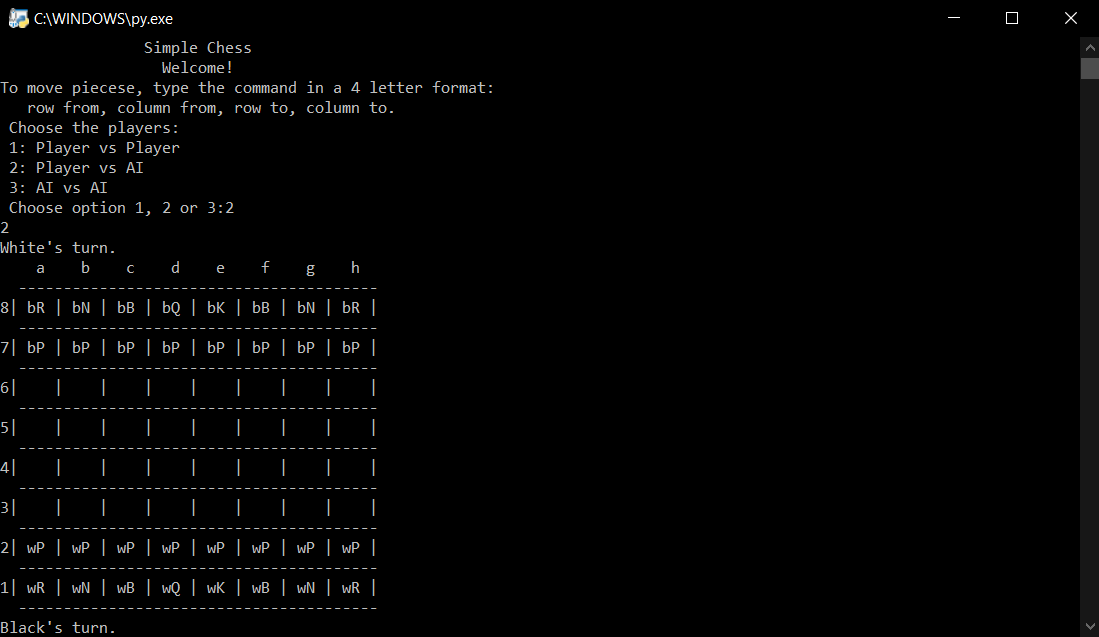 C:\WINDOWS\py.exe
                Simple Chess
                  Welcome!
To move piecese, type the command in a 4 letter format:
   row from, column from, row to, column to.
 Choose the players:
 1: Player vs Player
 2: Player vs AI
 3: AI vs AI
 Choose option 1, 2 or 3:2
2
White's turn.
    a    b    c    d    e    f    g    h
  ----------------------------------------
8| bR | bN | bB | bQ | bK | bB | bN | bR |
  ----------------------------------------
7| bP | bP | bP | bP | bP | bP | bP | bP |
  ----------------------------------------
6|    |    |    |    |    |    |    |    |
  ----------------------------------------
5|    |    |    |    |    |    |    |    |
  ----------------------------------------
4|    |    |    |    |    |    |    |    |
  ----------------------------------------
3|    |    |    |    |    |    |    |    |
  ----------------------------------------
2| wP | wP | wP | wP | wP | wP | wP | wP |
  ----------------------------------------
1| wR | wN | wB | wQ | wK | wB | wN | wR |
  ----------------------------------------
Black's turn.